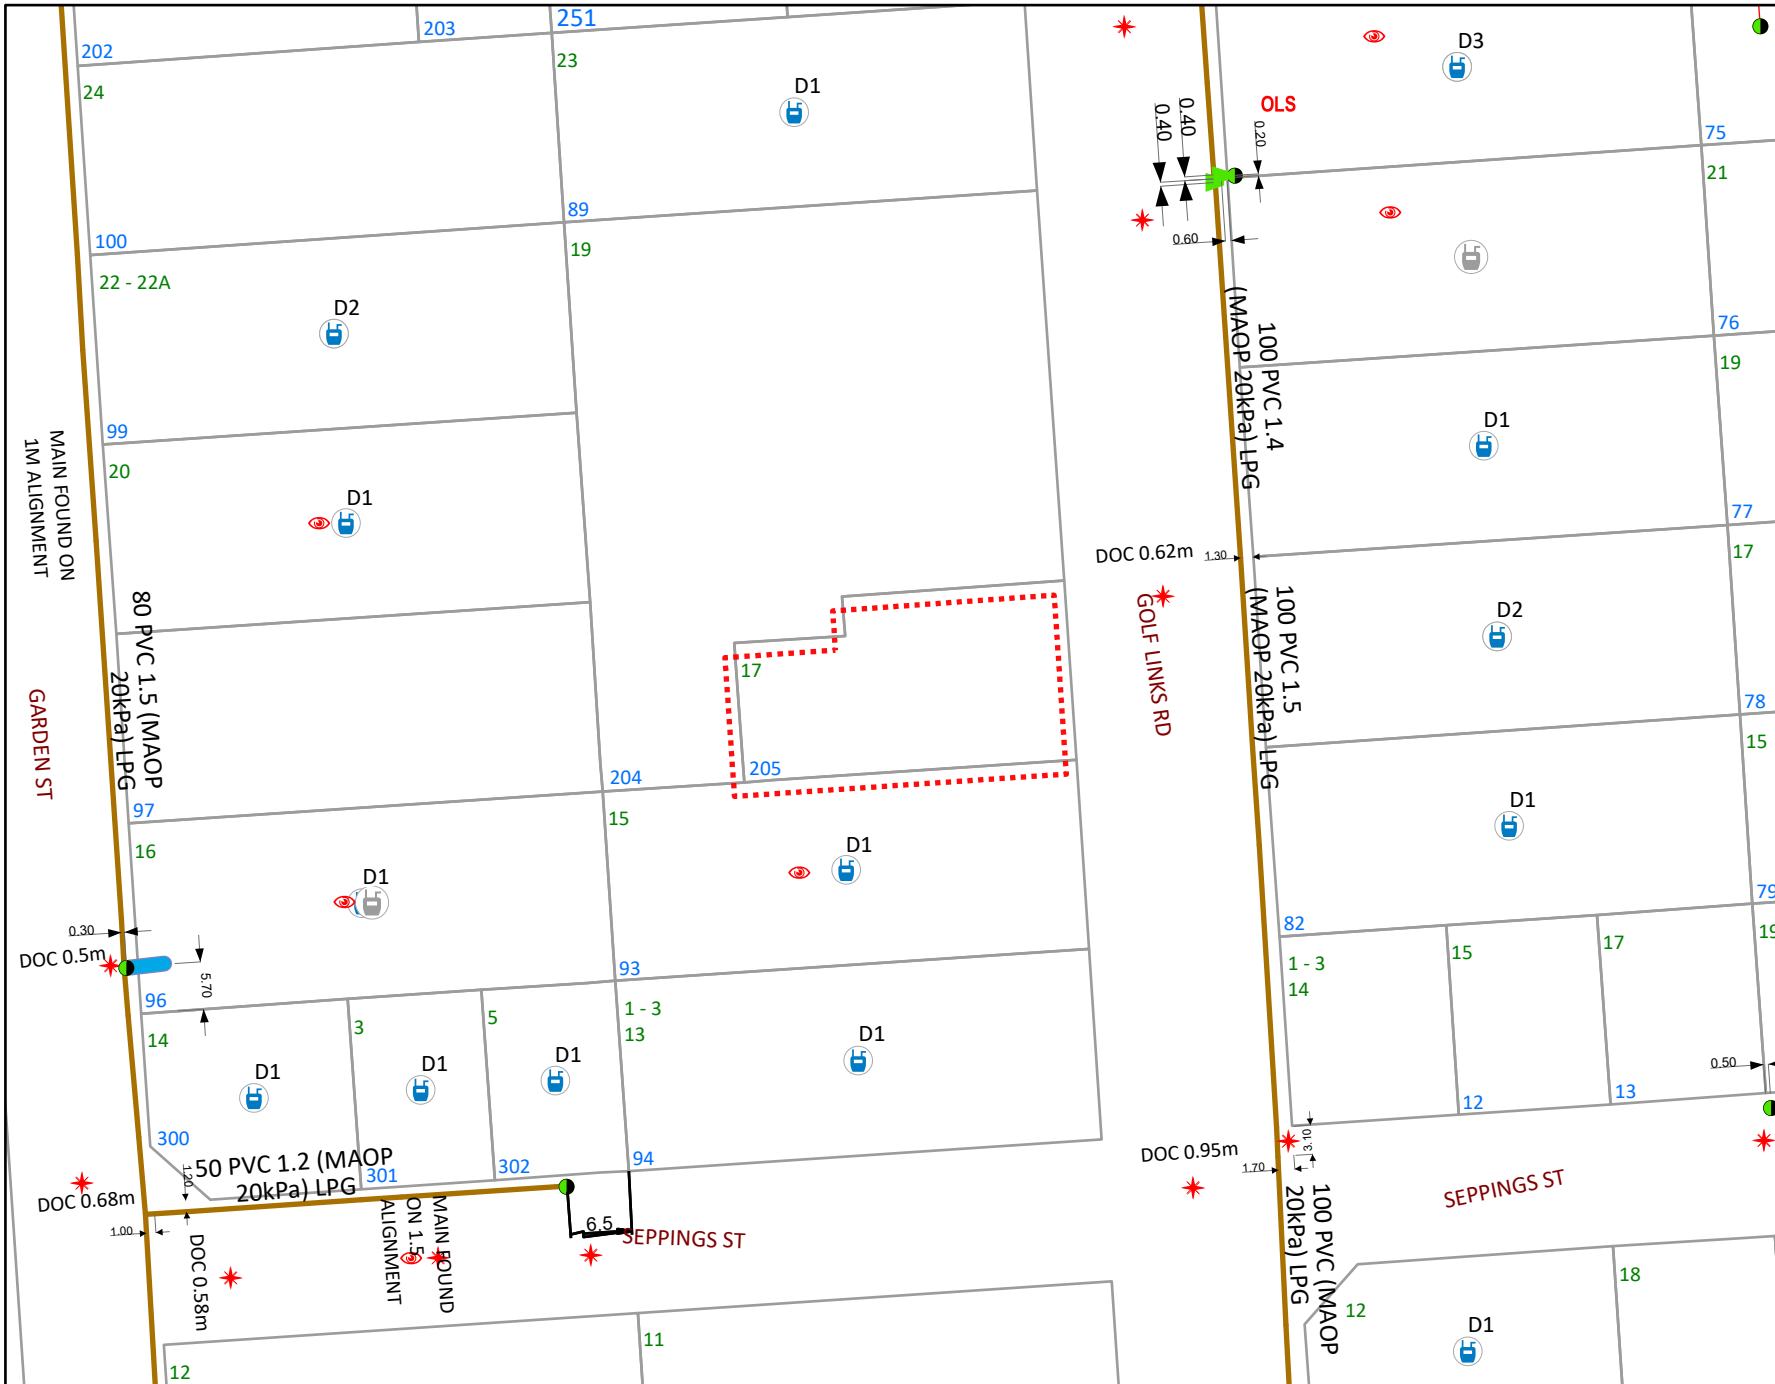 251
203
202
24
23
D1
D3
OLS
0.40
0.40
0.20
75
21
89
19
100
22 - 22A
D2
0.60
76
19
100 PVC 1.4
(MAOP 20kPa) LPG
D1
99
20
MAIN FOUND ON
1M ALIGNMENT
D1
77
17
DOC 0.62m
1.30
GOLF LINKS RD
100 PVC 1.5
(MAOP 20kPa) LPG
D2
80 PVC 1.5 (MAOP
20kPa) LPG
GARDEN ST
17
78
15
205
204
97
15
16
D1
D1
D1
79
82
93
0.30
DOC 0.5m
5.70
96
14
3
5
1 - 3
13
1 - 3
14
15
17
19
D1
D1
D1
D1
0.50
12
13
300
50 PVC 1.2 (MAOP
20kPa) LPG
1.20
301
302
94
DOC 0.68m
1.00
DOC 0.58m
MAIN FOUND
ON 1.5
ALIGNMENT
6.5
SEPPINGS ST
DOC 0.95m
1.70
3.10
100 PVC (MAOP
20kPa) LPG
SEPPINGS ST
12
18
D1
11
12